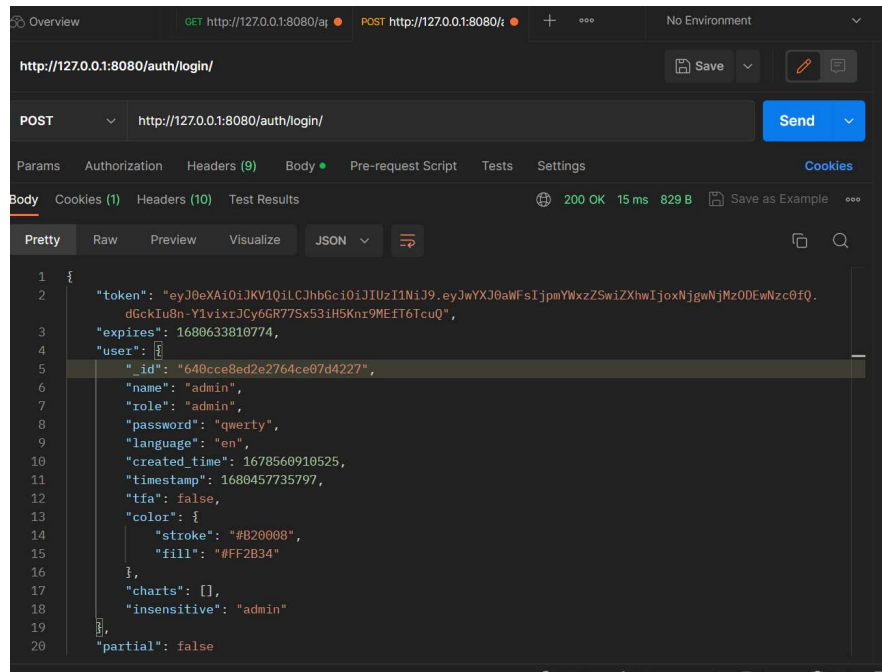 Overview GET http://127.0.0.1:8080/ap POST http://127.0.0.1:8080/a + ooo No Environment
http://127.0.0.1:8080/auth/login/ Save
POST http://127.0.0.1:8080/auth/login/ Send
Params Authorization Headers (9) Body Pre-request Script Tests Settings Cookies
Body Cookies (1) Headers (10) Test Results 200 OK 15 ms 829 B Save as Example ooo
Pretty Raw Preview Visualize JSON
1 {
2 "token": "eyJ0eXAiOiJKV1QiLCJhbGciOiJIUzI1NiJ9.eyJwYXJ0aWFsIjpmYWxzZSwiZXhwIjoxNjgwNjMzODEwNzc0fQ.
dGckIu8n-Y1vixrJCy6GR77Sx53iH5Knr9MEfT6TcuQ",
3 "expires": 1680633810774,
4 "user": {
5 "_id": "640cce8ed2e2764ce07d4227",
6 "name": "admin",
7 "role": "admin",
8 "password": "qwerty",
9 "language": "en",
10 "created_time": 1678560910525,
11 "timestamp": 1680457735797,
12 "tfa": false,
13 "color": {
14 "stroke": "#B20008",
15 "fill": "#FF2B34"
16 },
17 "charts": [],
18 "insensitive": "admin"
19 },
20 "partial": false